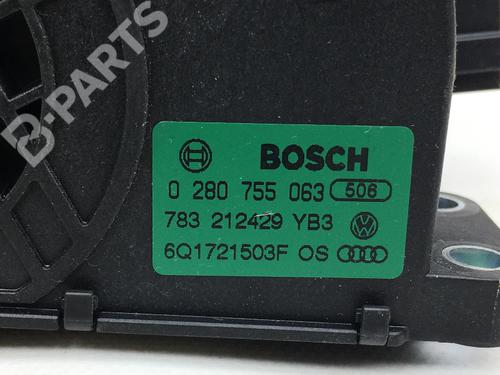 B-PARTS
BOSCH
0 280 755 063 506
783 212429 YB3
6Q1721503F OS